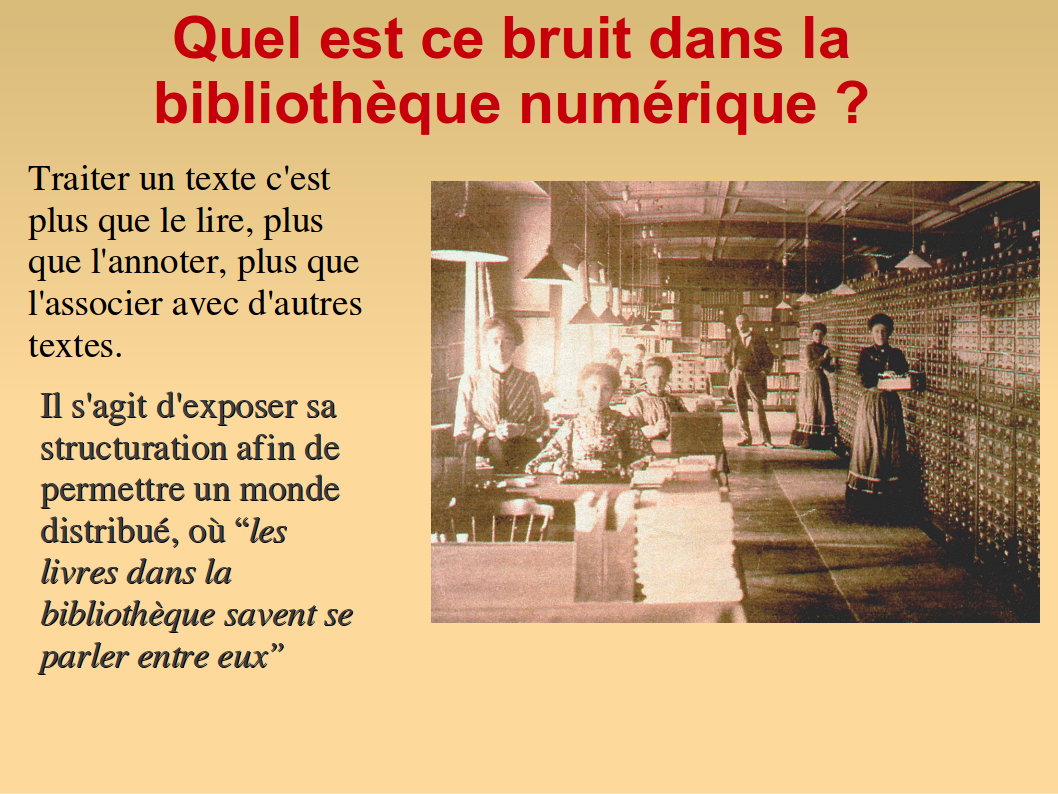 Quel est ce bruit dans la
bibliothèque numérique ?
Traiter un texte c'est
plus que le lire, plus
que l'annoter, plus que
l'associer avec d'autres
textes.
Il s'agit d'exposer sa
structuration afin de
permettre un monde
distribué, où “les
livres dans la
bibliothèque savent se
parler entre eux”